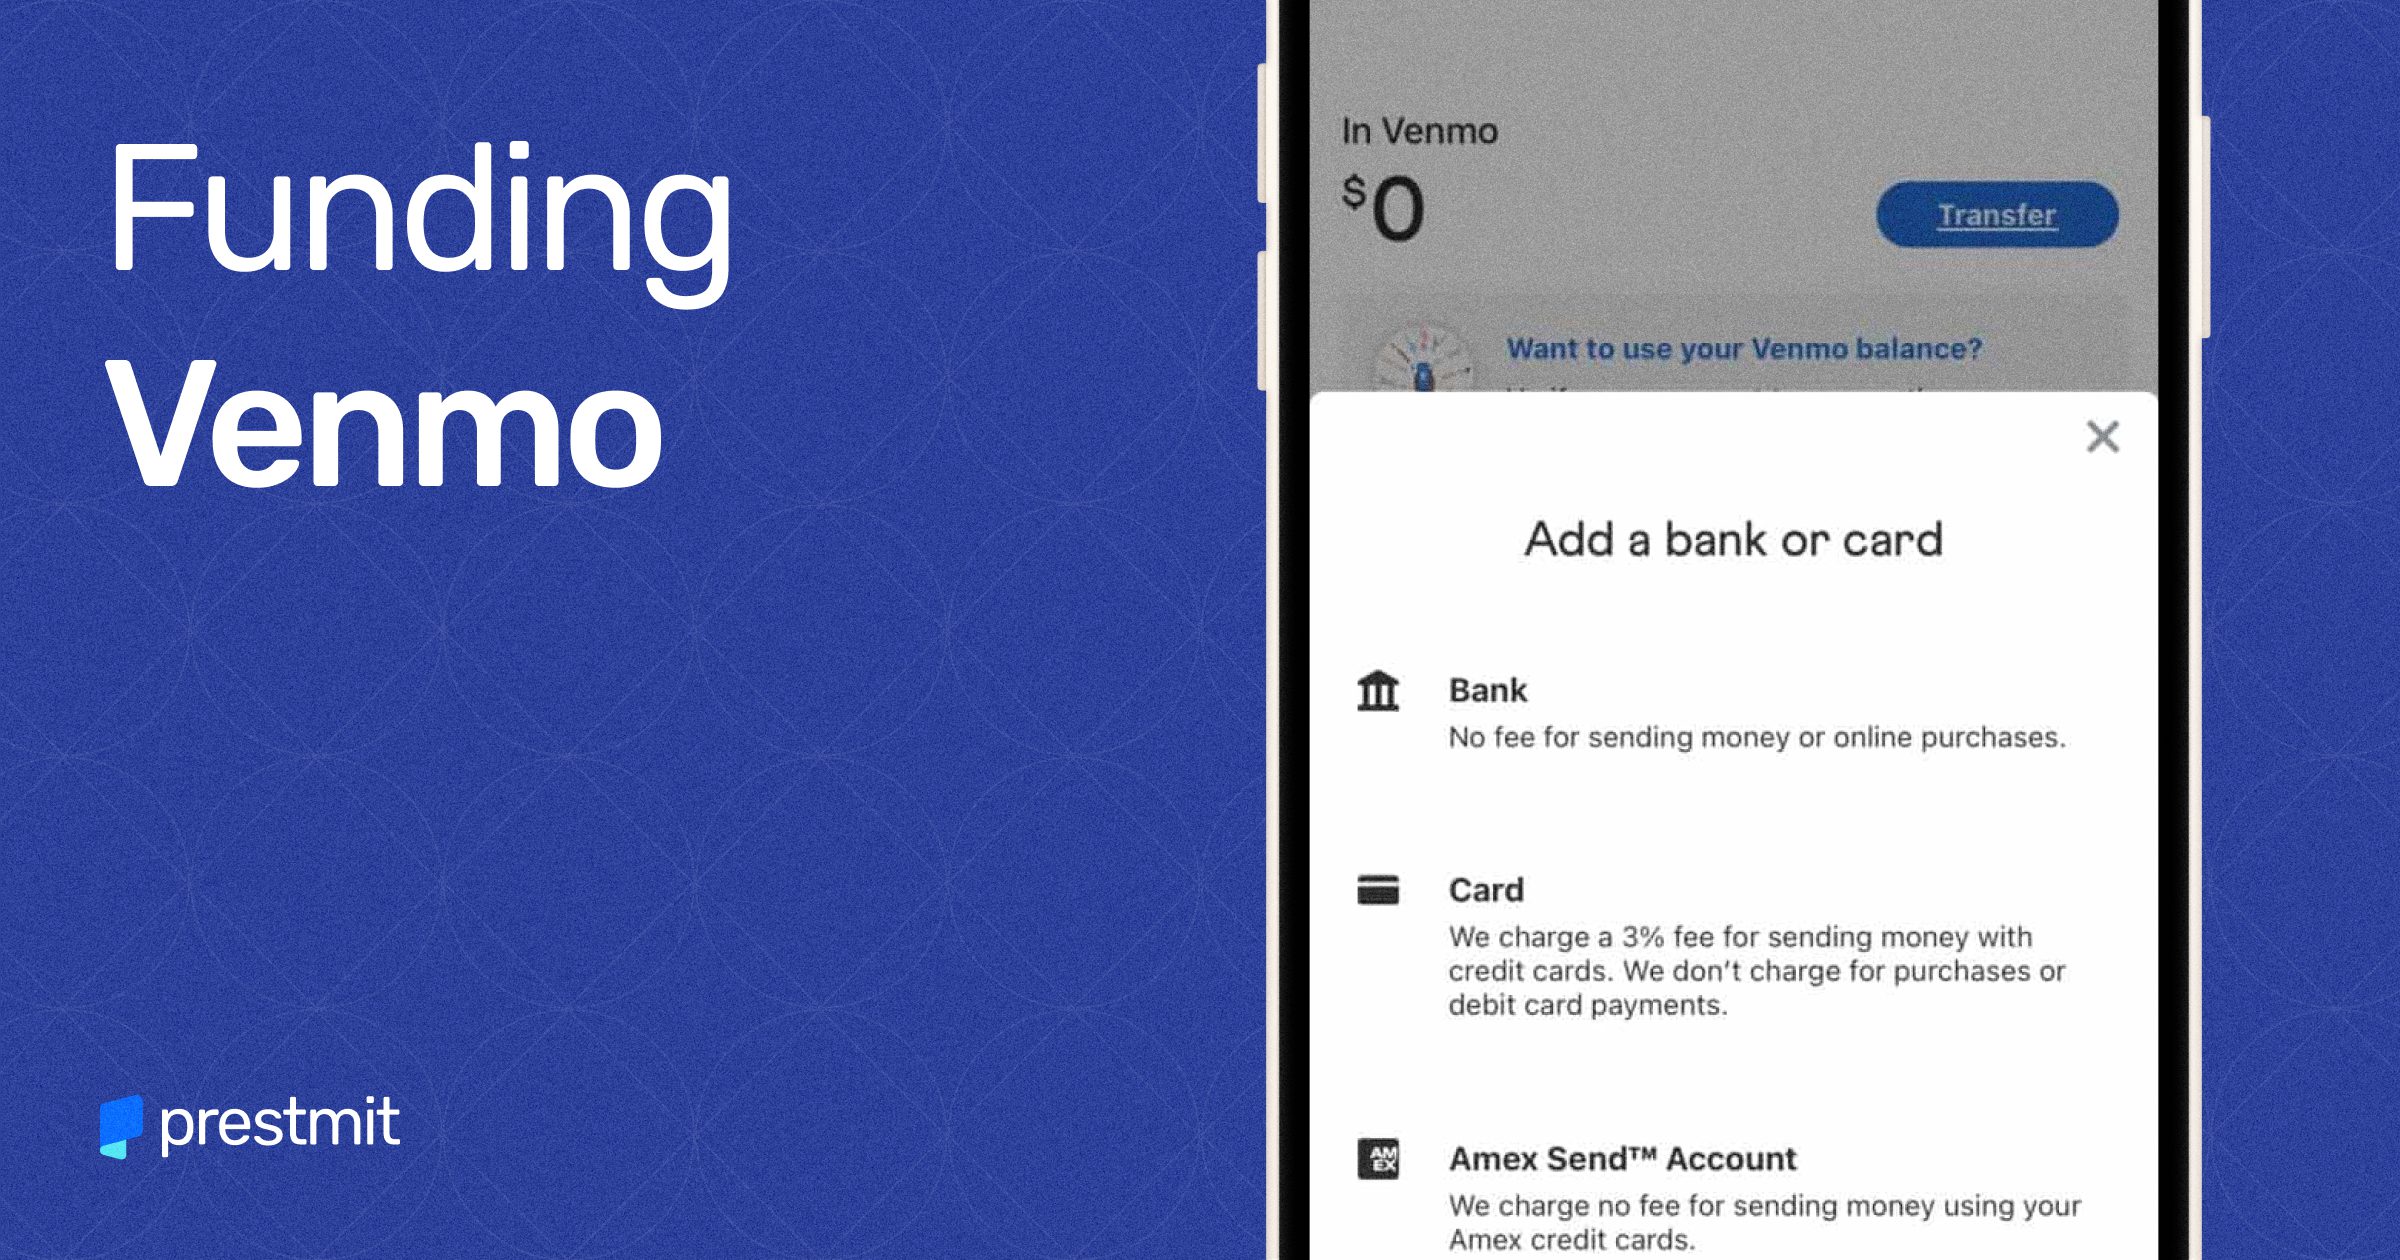 Funding
Venmo
prestmit
In Venmo
$0
Transfer
Want to use your Venmo balance?
Add a bank or card
Bank
No fee for sending money or online purchases.
Card
We charge a 3% fee for sending money with
credit cards. We don't charge for purchases or
debit card payments.
AM
EX
Amex Send™ Account
We charge no fee for sending money using your
Amex credit cards.